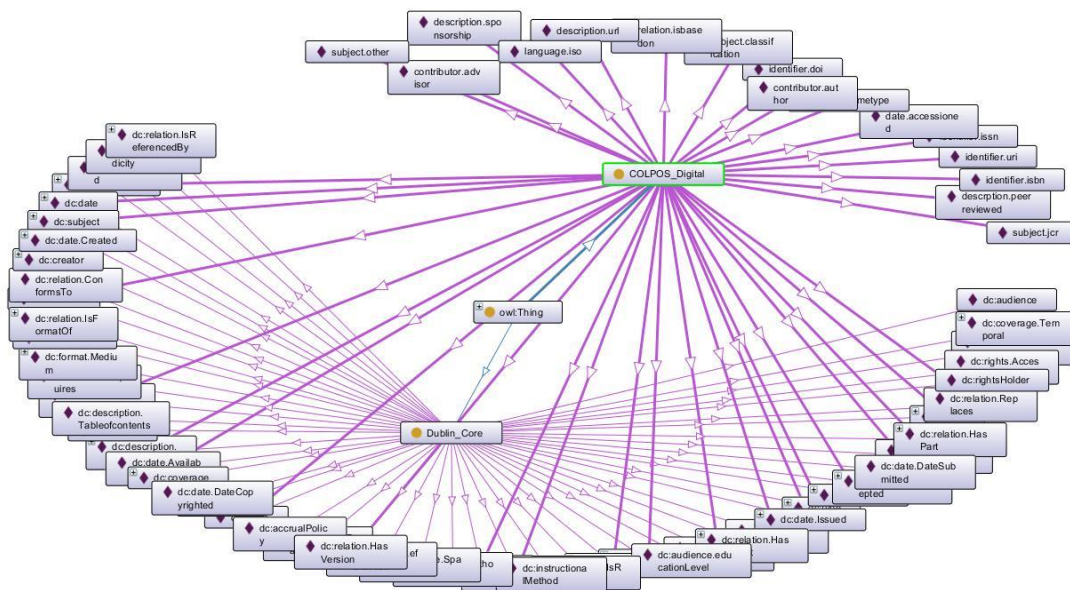 description.spo
nsorship
description.url
relation.isbase
don
subject.other
language.iso
bject.classif
ication
contributor.adv
isor
identifier.doi
contributor.aut
hor
metype
date.accessione
d
issn
identifier.uri
identifier.isbn
descrption.peer
reviewed
subject.jcr
COLPOS_Digital
dc:relation.IsR
eferencedBy
dicity
d
dc:date
dc:subject
dc:date.Created
dc:creator
dc:relation.Con
formsTo
dc:relation.IsF
ormatOf
dc:format.Mediu
m
uires
dc:description.
Tableofcontents
dc:description.
dc:date.Availab
dc:coverage
dc:date.DateCop
yrighted
dc:accrualPolic
y
dc:relation.Has
Version
ef
e.Spa
tho
dc:instructiona
lMethod
IsR
dc:audience.edu
cationLevel
dc:relation.Has
t
dc:date.Issued
epted
dc:date.DateSub
mitted
dc:relation.Has
Part
dc:relation.Rep
laces
dc:rightsHolder
dc:rights.Acces
dc:coverage.Tem
poral
dc:audience
owl:Thing
Dublin_Core